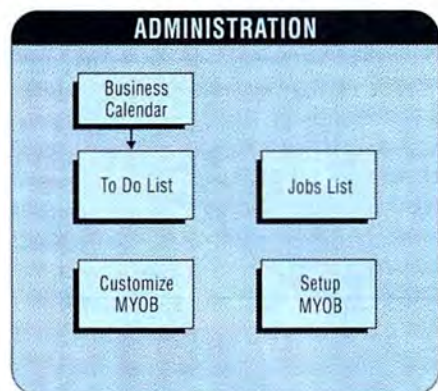 ADMINISTRATION
Business
Calendar
To Do List
Jobs List
Customize
MYOB
Setup
MYOB